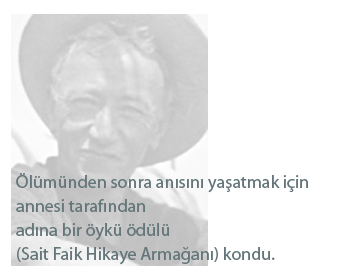 Ölümünden sonra anısını yaşatmak için
annesi tarafından
adına bir öykü ödülü
(Sait Faik Hikaye Armağanı) kondu.